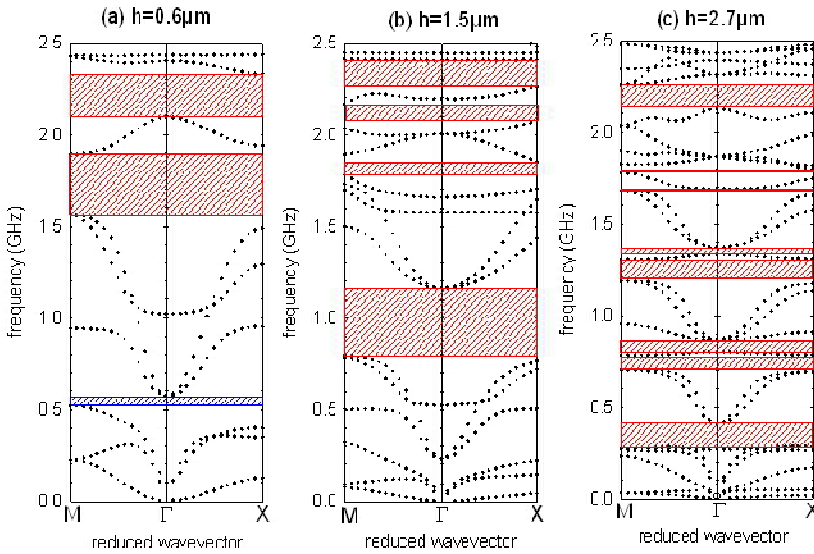 (a) h=0.6µm
(b) h=1.5µm
(c) h=2.7µm
2.5
2.0
1.5
1.0
0.5
0.0
frequency (GHz)
M Γ X
reduced wavevector
2.5
2.0
1.5
1.0
0.5
0.0
frequency (GHz)
M Γ X
reduced wavevector
2.5
2.0
1.5
1.0
0.5
0.0
frequency (GHz)
M Γ X
reduced wavevector